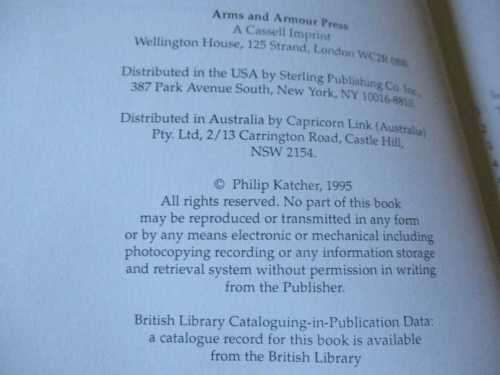 Arms and Armour Press
A Cassell Imprint
Wellington House, 125 Strand, London WC2R 0BB.
Distributed in the USA by Sterling Publishing Co. Inc.,
387 Park Avenue South, New York, NY 10016-8810.
Distributed in Australia by Capricorn Link (Australia)
Pty. Ltd, 2/13 Carrington Road, Castle Hill,
NSW 2154.
© Philip Katcher, 1995
All rights reserved. No part of this book
may be reproduced or transmitted in any form
or by any means electronic or mechanical including
photocopying recording or any information storage
and retrieval system without permission in writing
from the Publisher.
British Library Cataloguing-in-Publication Data:
a catalogue record for this book is available
from the British Library